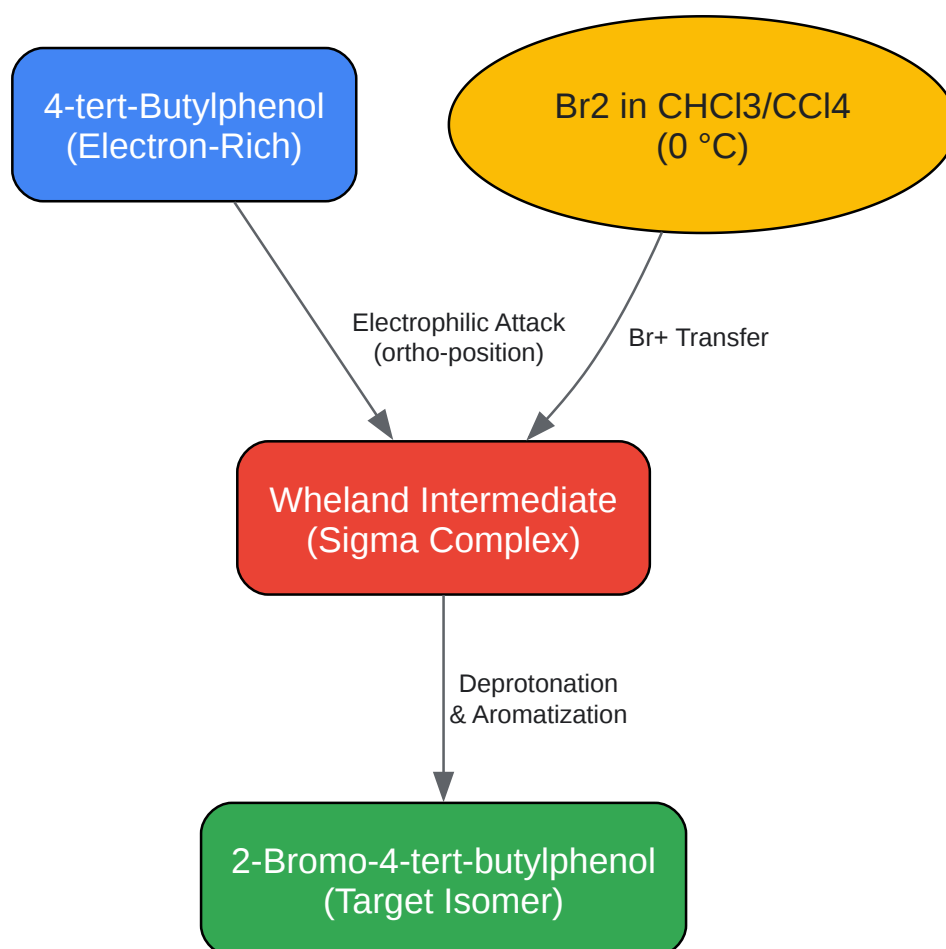 4-tert-Butylphenol
(Electron-Rich)
Br2 in CHCl3/CCl4
(0 °C)
Electrophilic Attack
(ortho-position)
Br+ Transfer
Wheland Intermediate
(Sigma Complex)
Deprotonation
& Aromatization
2-Bromo-4-tert-butylphenol
(Target Isomer)